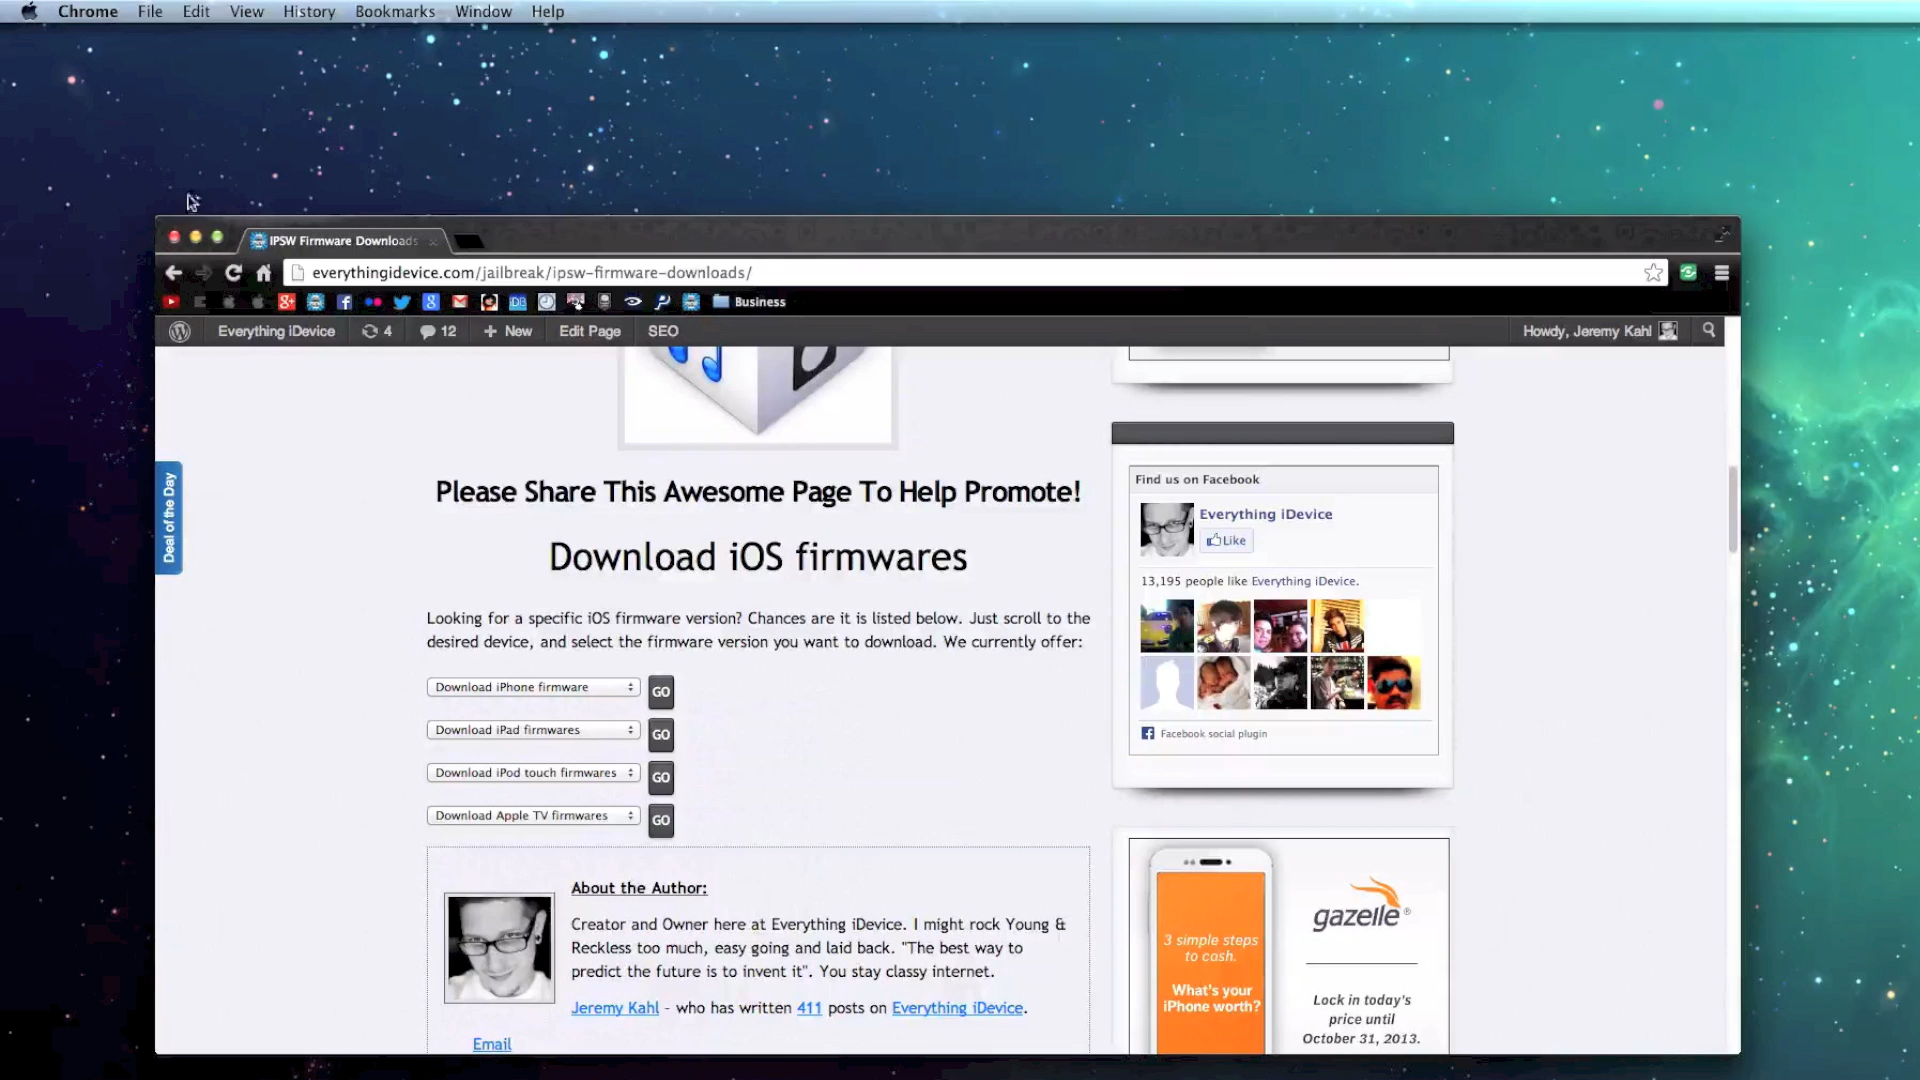 Chrome File Edit View History Bookmarks Window Help
IPSW Firmware Downloads
everythingidevice.com/jailbreak/ipsw-firmware-downloads/
Business
Everything iDevice 4 12 New Edit Page SEO
Howdy, Jeremy Kahl
Deal of the Day
Please Share This Awesome Page To Help Promote!
Download iOS firmwares
Looking for a specific iOS firmware version? Chances are it is listed below. Just scroll to the
desired device, and select the firmware version you want to download. We currently offer:
Download iPhone firmware GO
Download iPad firmwares GO
Download iPod touch firmwares GO
Download Apple TV firmwares GO
About the Author:
Creator and Owner here at Everything iDevice. I might rock Young &
Reckless too much, easy going and laid back. "The best way to
predict the future is to invent it". You stay classy internet.
Jeremy Kahl - who has written 411 posts on Everything iDevice.
Email
Find us on Facebook
Everything iDevice
Like
13,195 people like Everything iDevice.
Facebook social plugin
3 simple steps
to cash.
What's your
iPhone worth?
gazelle®
Lock in today's
price until
October 31, 2013.